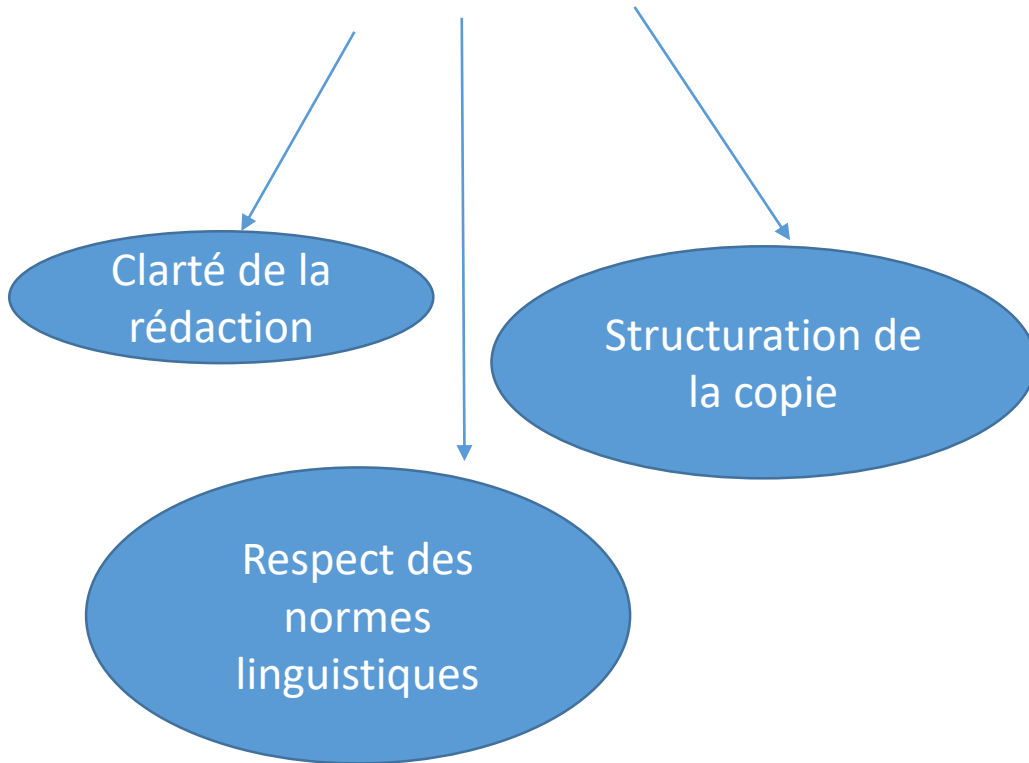 Clarté de la
rédaction
Structuration de
la copie
Respect des
normes
linguistiques